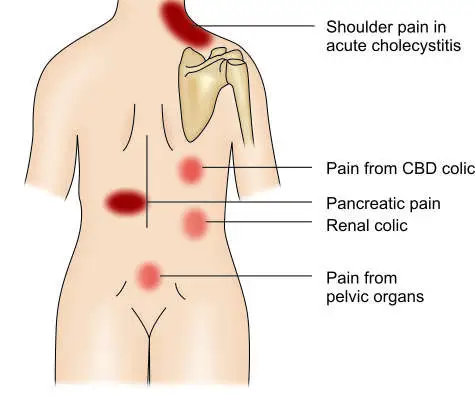 Shoulder pain in
acute cholecystitis
Pain from CBD colic
Pancreatic pain
Renal colic
Pain from
pelvic organs